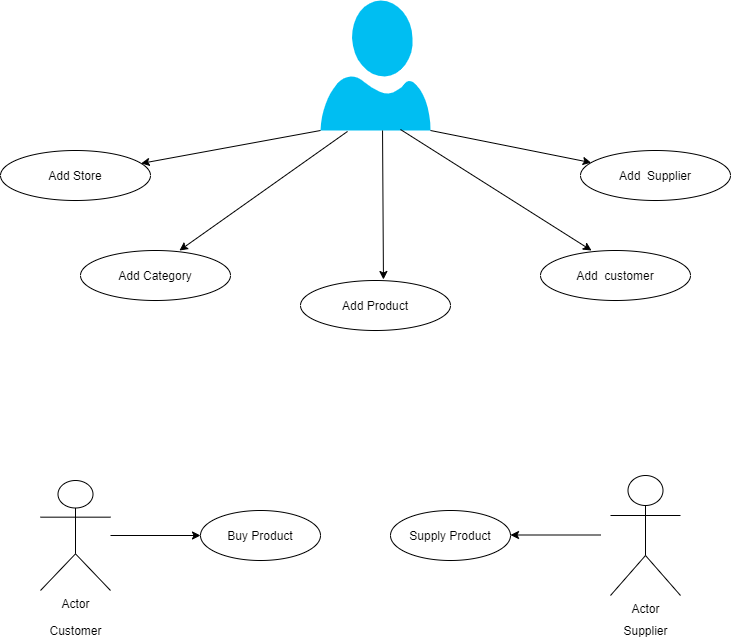 Add Store
Add  Supplier
Add Category
Add  customer
Add Product
Buy Product
Supply Product
Actor
Customer
Actor
Supplier